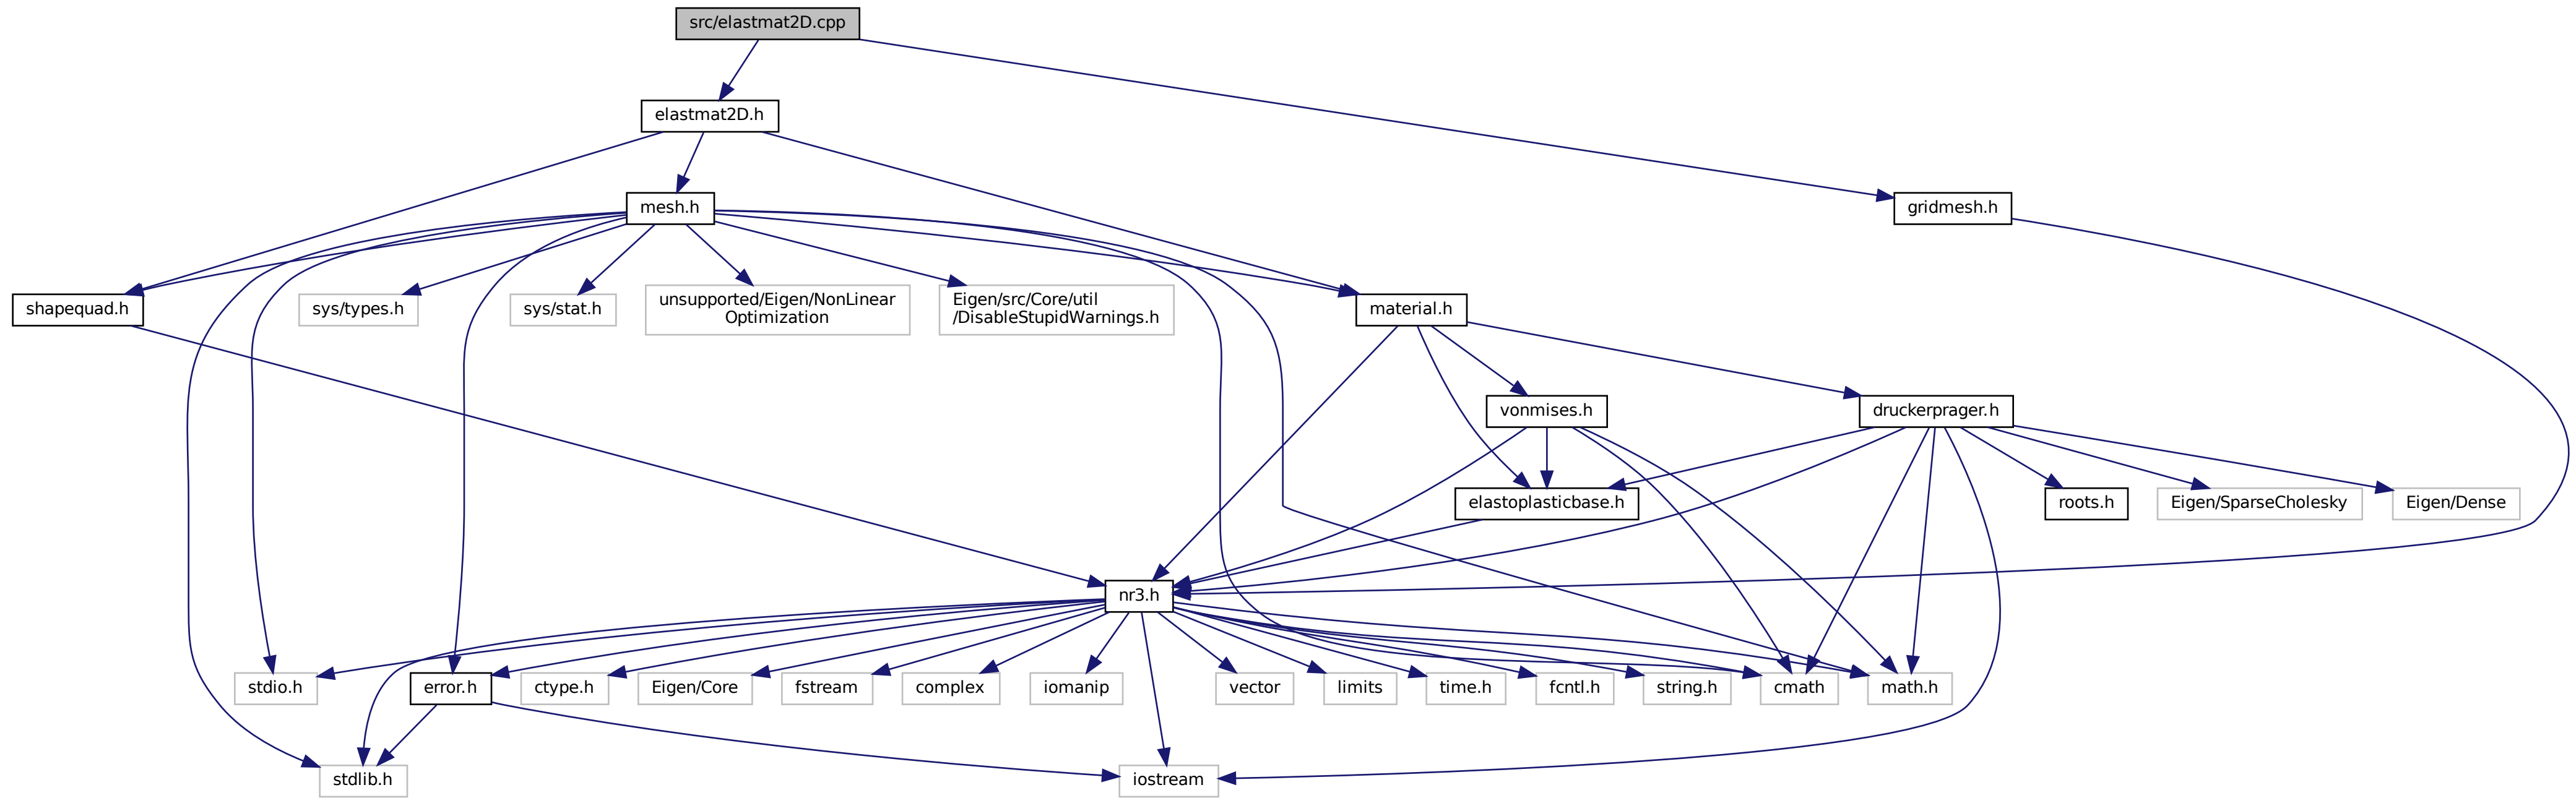 src/elastmat2D.cpp
elastmat2D.h
mesh.h
gridmesh.h
shapequad.h
sys/types.h
sys/stat.h
unsupported/Eigen/NonLinear
Optimization
Eigen/src/Core/util
/DisableStupidWarnings.h
material.h
vonmises.h
druckerprager.h
elastoplasticbase.h
roots.h
Eigen/SparseCholesky
Eigen/Dense
nr3.h
stdio.h
error.h
ctype.h
Eigen/Core
fstream
complex
iomanip
vector
limits
time.h
fcntl.h
string.h
cmath
math.h
stdlib.h
iostream